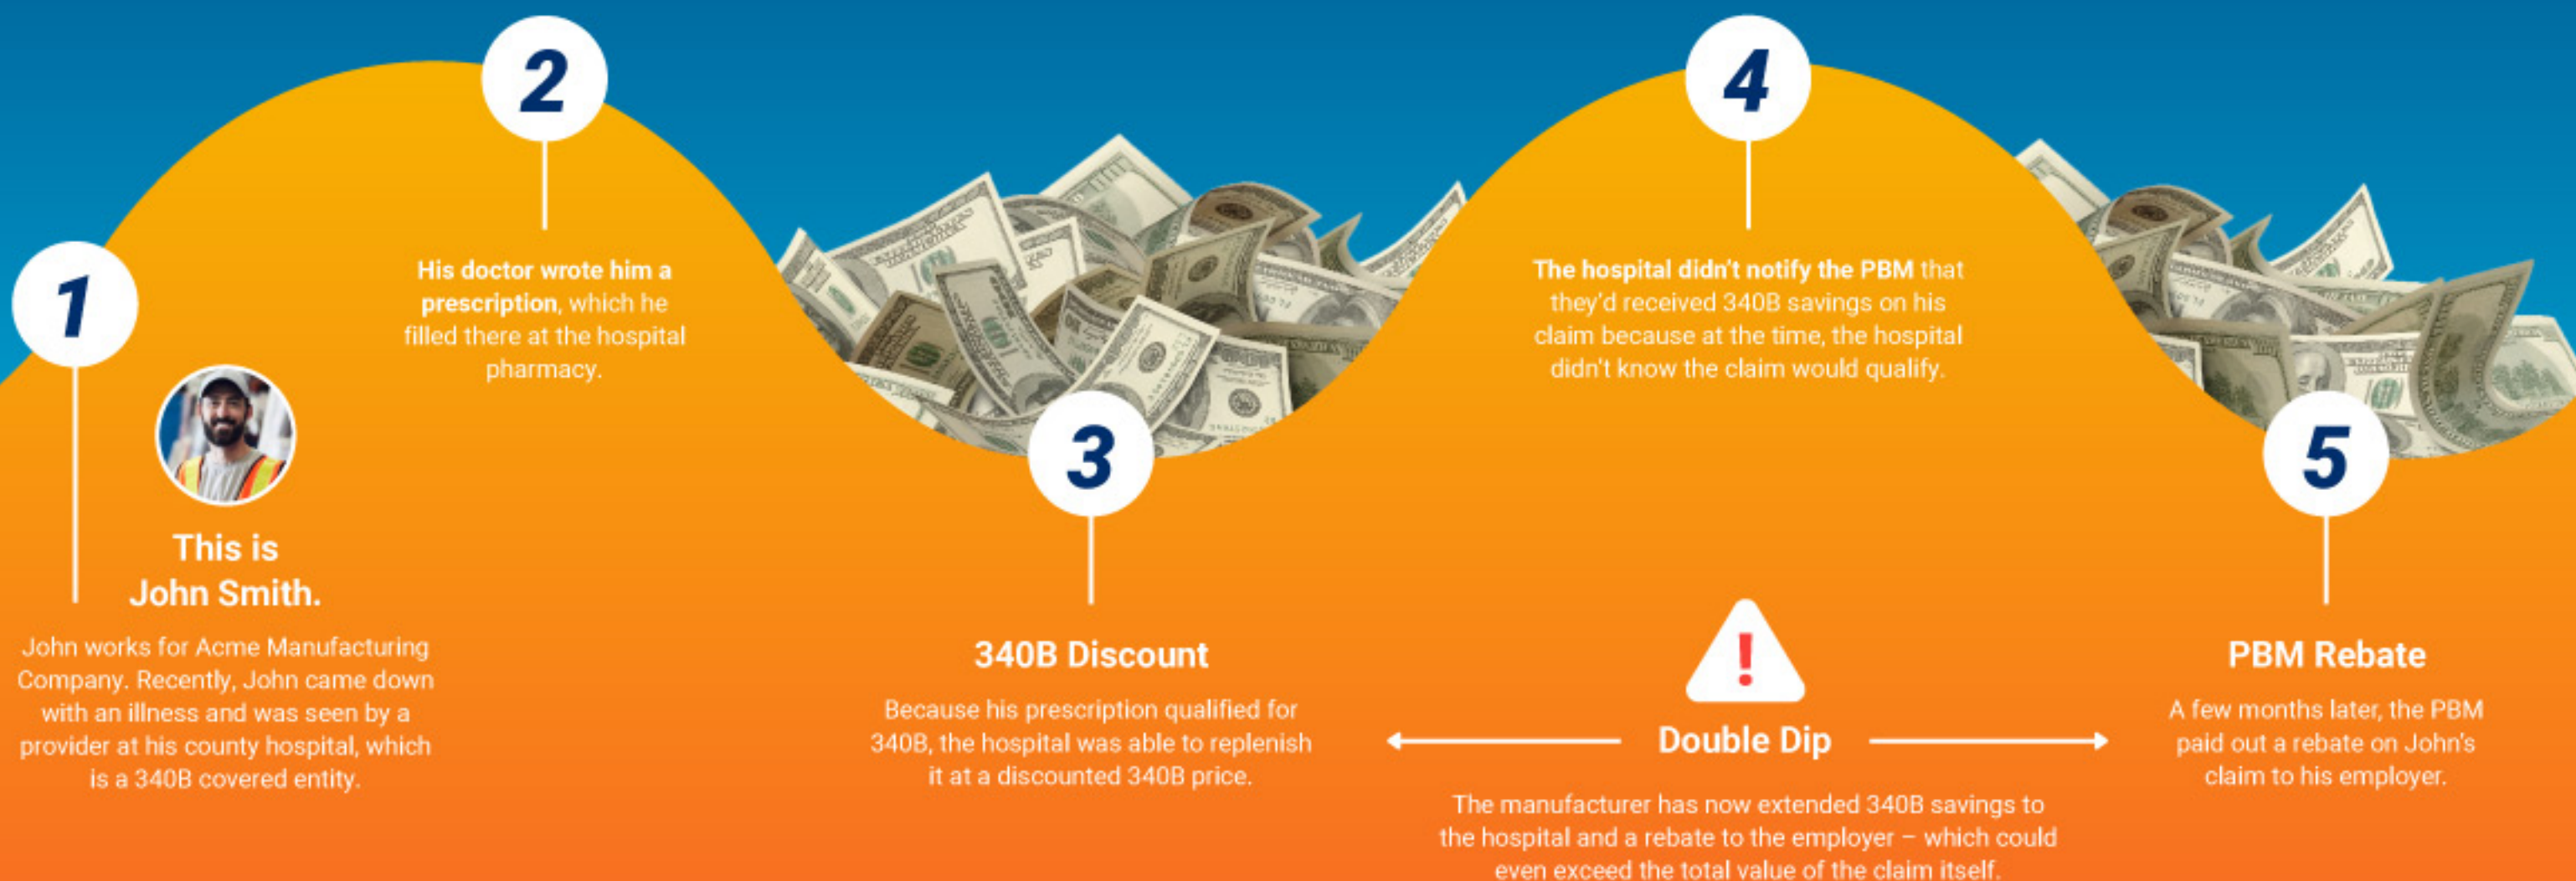 1
This is
John Smith.
John works for Acme Manufacturing
Company. Recently, John came down
with an illness and was seen by a
provider at his county hospital, which
is a 340B covered entity.
2
His doctor wrote him a
prescription, which he
filled there at the hospital
pharmacy.
3
340B Discount
Because his prescription qualified for
340B, the hospital was able to replenish
it at a discounted 340B price.
4
The hospital didn't notify the PBM that
they'd received 340B savings on his
claim because at the time, the hospital
didn't know the claim would qualify.
!
Double Dip
The manufacturer has now extended 340B savings to
the hospital and a rebate to the employer – which could
even exceed the total value of the claim itself.
5
PBM Rebate
A few months later, the PBM
paid out a rebate on John's
claim to his employer.